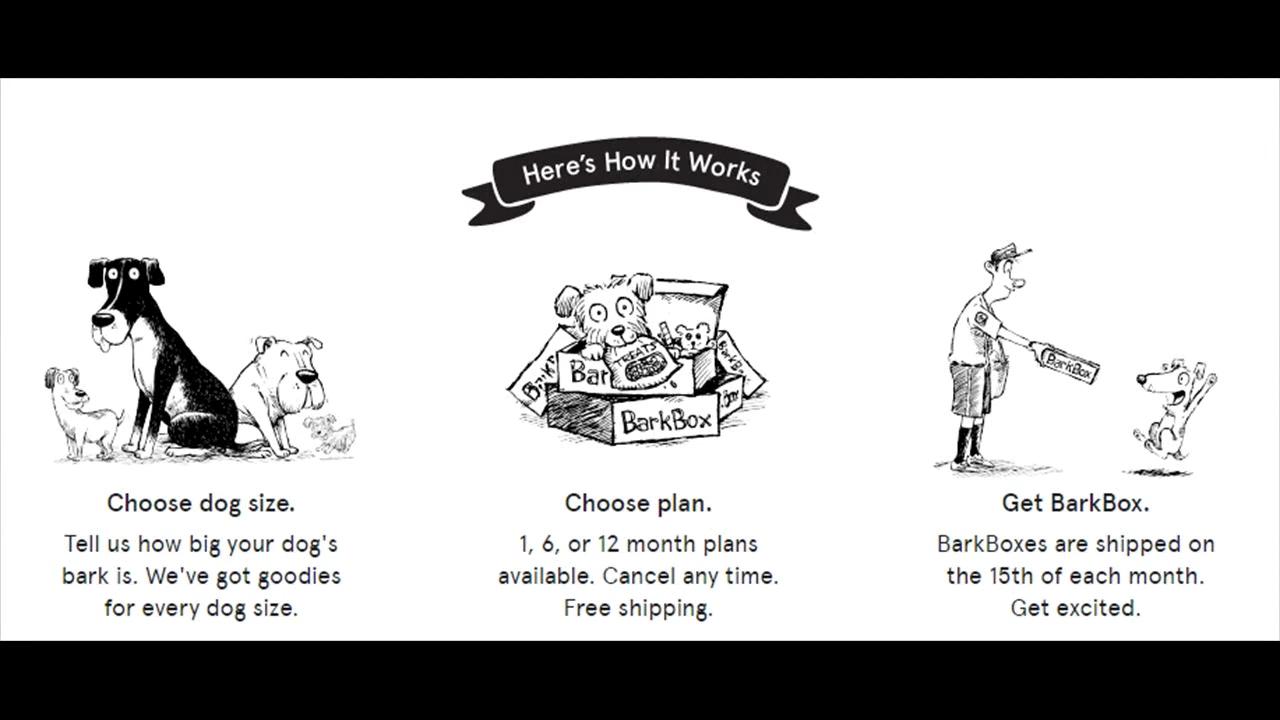 Here's How It Works
BarkBox
Bar
EATS
BarkBox
Choose dog size.
Tell us how big your dog's
bark is. We've got goodies
for every dog size.
Choose plan.
1, 6, or 12 month plans
available. Cancel any time.
Free shipping.
Get BarkBox.
BarkBoxes are shipped on
the 15th of each month.
Get excited.